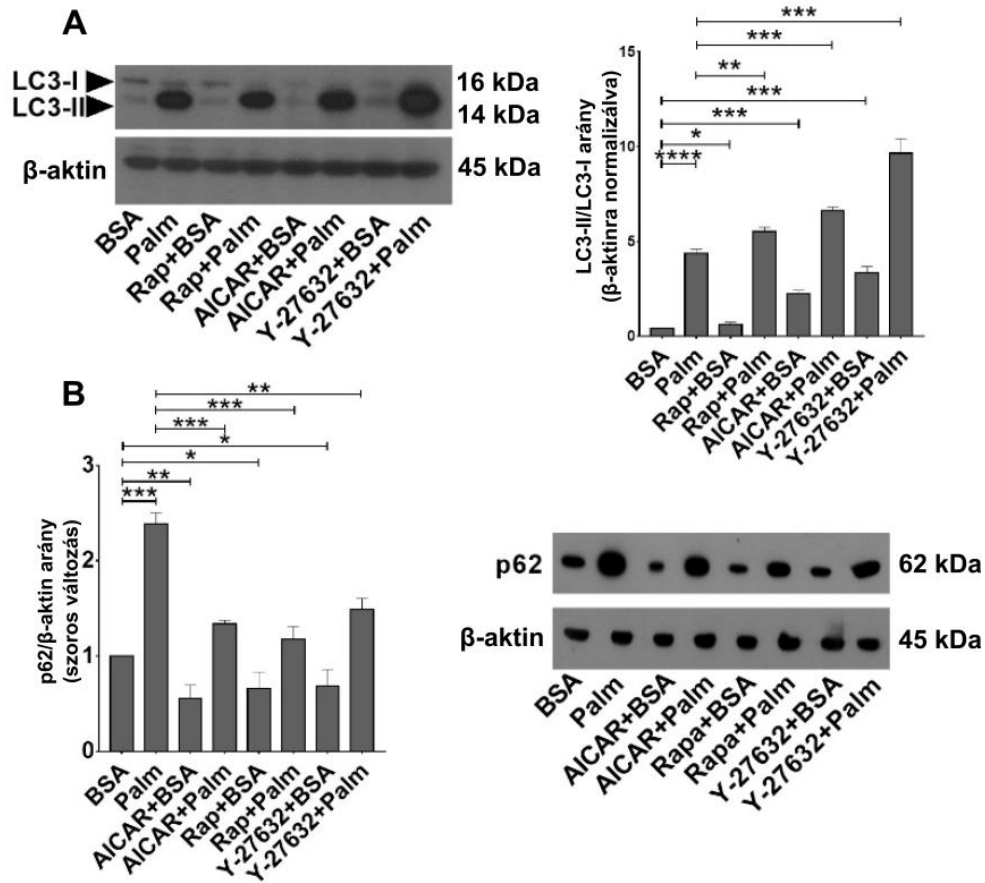 A
LC3-I
LC3-II
16 kDa
14 kDa
β-aktin
45 kDa
BSA
Palm
Rap+BSA
Rap+Palm
AICAR+BSA
AICAR+Palm
Y-27632+BSA
Y-27632+Palm
LC3-II/LC3-I arány
(β-aktinra normalizálva)
15
10
5
0
***
***
**
***
***
*
****
BSA
Palm
Rap+BSA
Rap+Palm
AICAR+BSA
AICAR+Palm
Y-27632+BSA
Y-27632+Palm
B
p62/β-aktin arány
(szoros változás)
3
2
1
0
**
***
***
*
*
**
***
BSA
Palm
AICAR+BSA
AICAR+Palm
Rap+BSA
Rap+Palm
Y-27632+BSA
Y-27632+Palm
p62
62 kDa
β-aktin
45 kDa
BSA
Palm
AICAR+BSA
AICAR+Palm
Rapa+BSA
Rapa+Palm
Y-27632+BSA
Y-27632+Palm